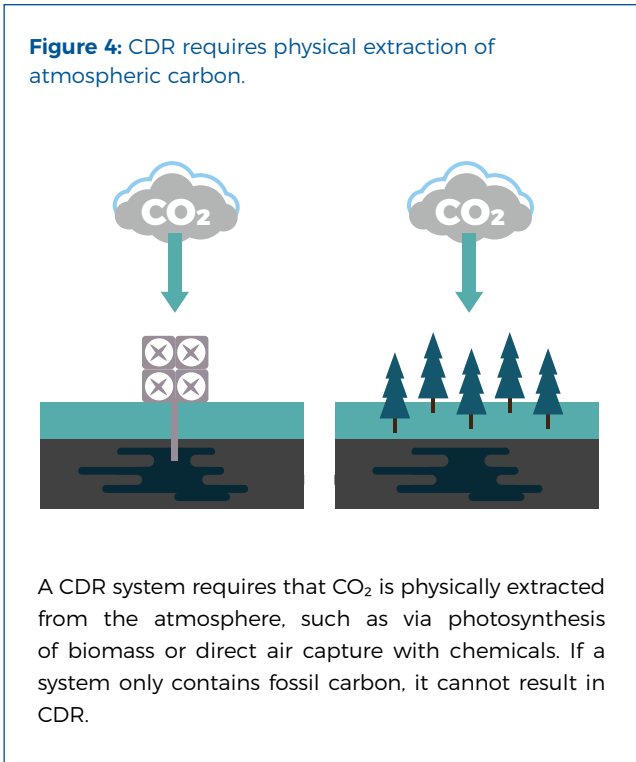 Figure 4: CDR requires physical extraction of
atmospheric carbon.
CO₂
CO₂
A CDR system requires that CO₂ is physically extracted
from the atmosphere, such as via photosynthesis
of biomass or direct air capture with chemicals. If a
system only contains fossil carbon, it cannot result in
CDR.